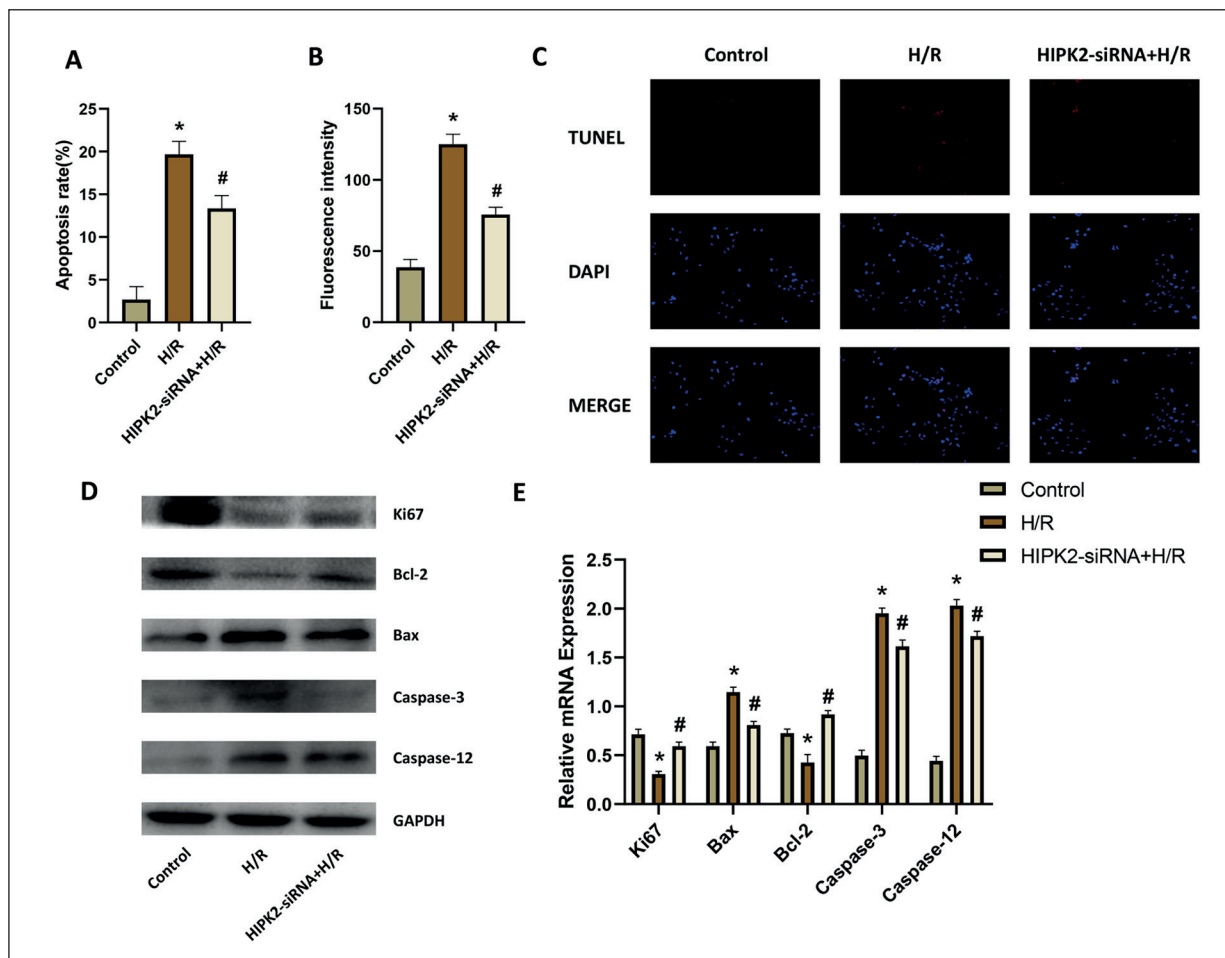 A
Apoptosis rate(%)
25
20
15
10
5
0
*
#
Control
H/R
HIPK2-siRNA+H/R
B
Fluorescence intensity
150
100
50
0
*
#
Control
H/R
HIPK2-siRNA+H/R
C
Control H/R HIPK2-siRNA+H/R
TUNEL
DAPI
MERGE
D
Ki67
Bcl-2
Bax
Caspase-3
Caspase-12
GAPDH
Control
H/R
HIPK2-siRNA+H/R
E
Control
H/R
HIPK2-siRNA+H/R
Relative mRNA Expression
2.5
2.0
1.5
1.0
0.5
0.0
* #
* #
* #
* #
* #
Ki67
Bax
Bcl-2
Caspase-3
Caspase-12